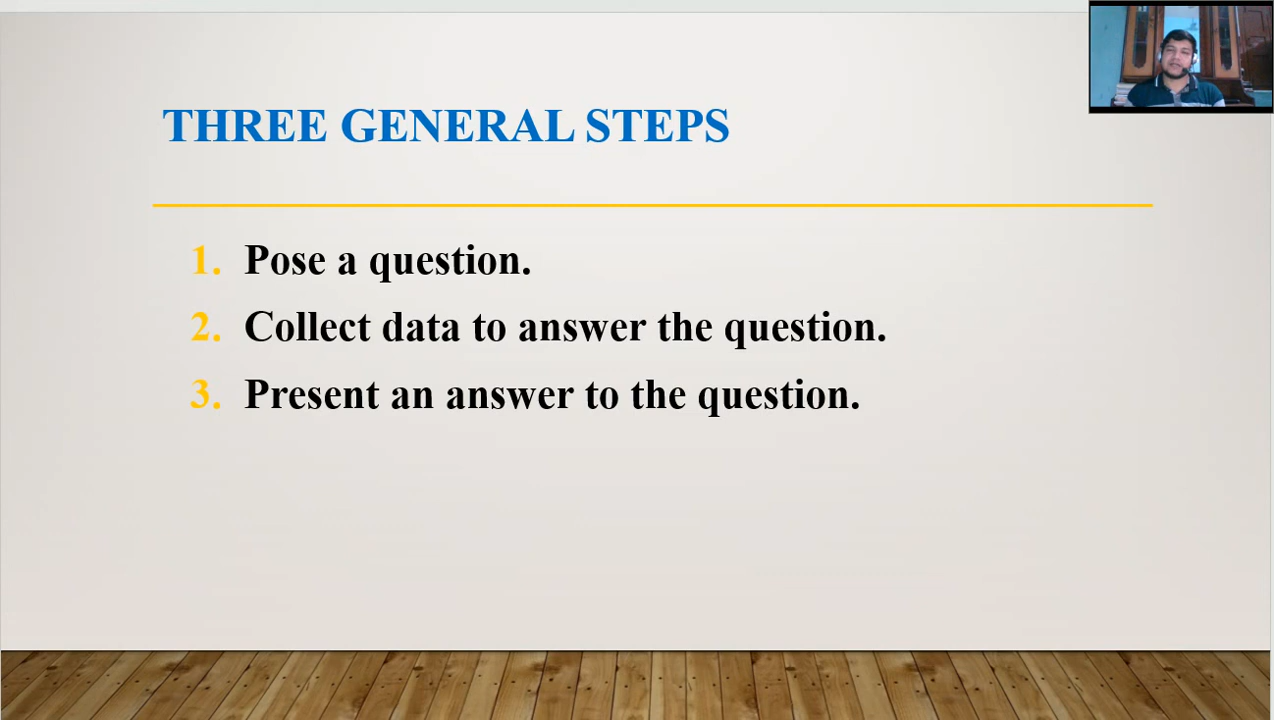 THREE GENERAL STEPS
1. Pose a question.
2. Collect data to answer the question.
3. Present an answer to the question.